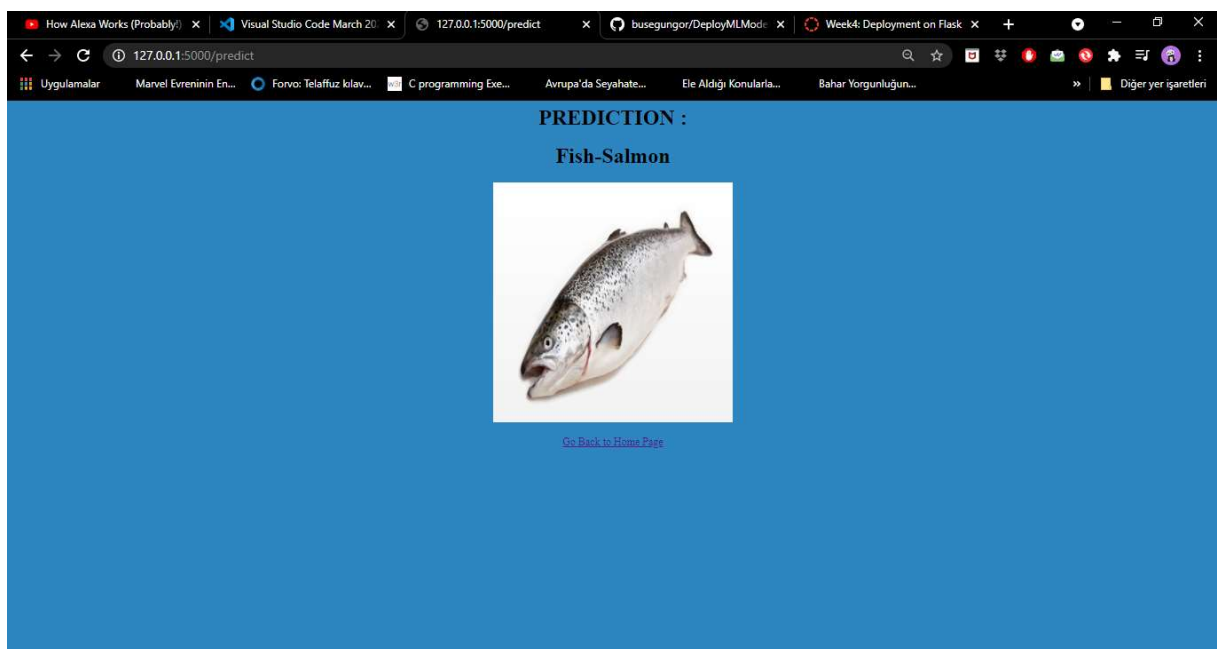 How Alexa Works (Probably!)
Visual Studio Code March 20
127.0.0.1:5000/predict
busegungor/DeployMLMode
Week4: Deployment on Flask
127.0.0.1:5000/predict
Uygulamalar
Marvel Evreninin En...
Forvo: Telaffuz kılav...
C programming Exe...
Avrupa'da Seyahate...
Ele Aldığı Konularla...
Bahar Yorgunluğun...
»
Diğer yer işaretleri
PREDICTION :
Fish-Salmon
Go Back to Home Page